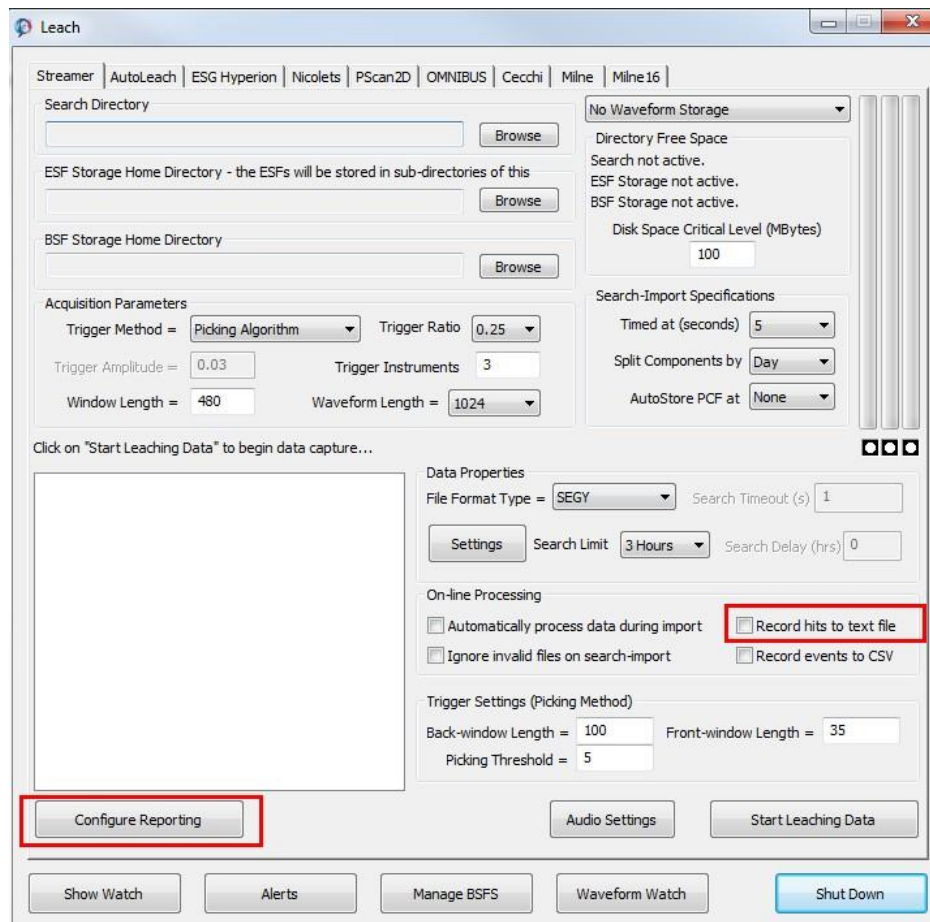 Leach
Streamer AutoLeach ESG Hyperion Nicolets PScan2D OMNIBUS Cecchi Milne Milne16
Search Directory
Browse
ESF Storage Home Directory - the ESFs will be stored in sub-directories of this
Browse
BSF Storage Home Directory
Browse
No Waveform Storage
Directory Free Space
Search not active.
ESF Storage not active.
BSF Storage not active.
Disk Space Critical Level (MBytes)
100
Acquisition Parameters
Trigger Method = Picking Algorithm Trigger Ratio 0.25
Trigger Amplitude = 0.03 Trigger Instruments 3
Window Length = 480 Waveform Length = 1024
Search-Import Specifications
Timed at (seconds) 5
Split Components by Day
AutoStore PCF at None
Click on "Start Leaching Data" to begin data capture...
Data Properties
File Format Type = SEGY Search Timeout (s) 1
Settings Search Limit 3 Hours Search Delay (hrs) 0
On-line Processing
Automatically process data during import Record hits to text file
Ignore invalid files on search-import Record events to CSV
Trigger Settings (Picking Method)
Back-window Length = 100 Front-window Length = 35
Picking Threshold = 5
Configure Reporting Audio Settings Start Leaching Data
Show Watch Alerts Manage BSFS Waveform Watch Shut Down